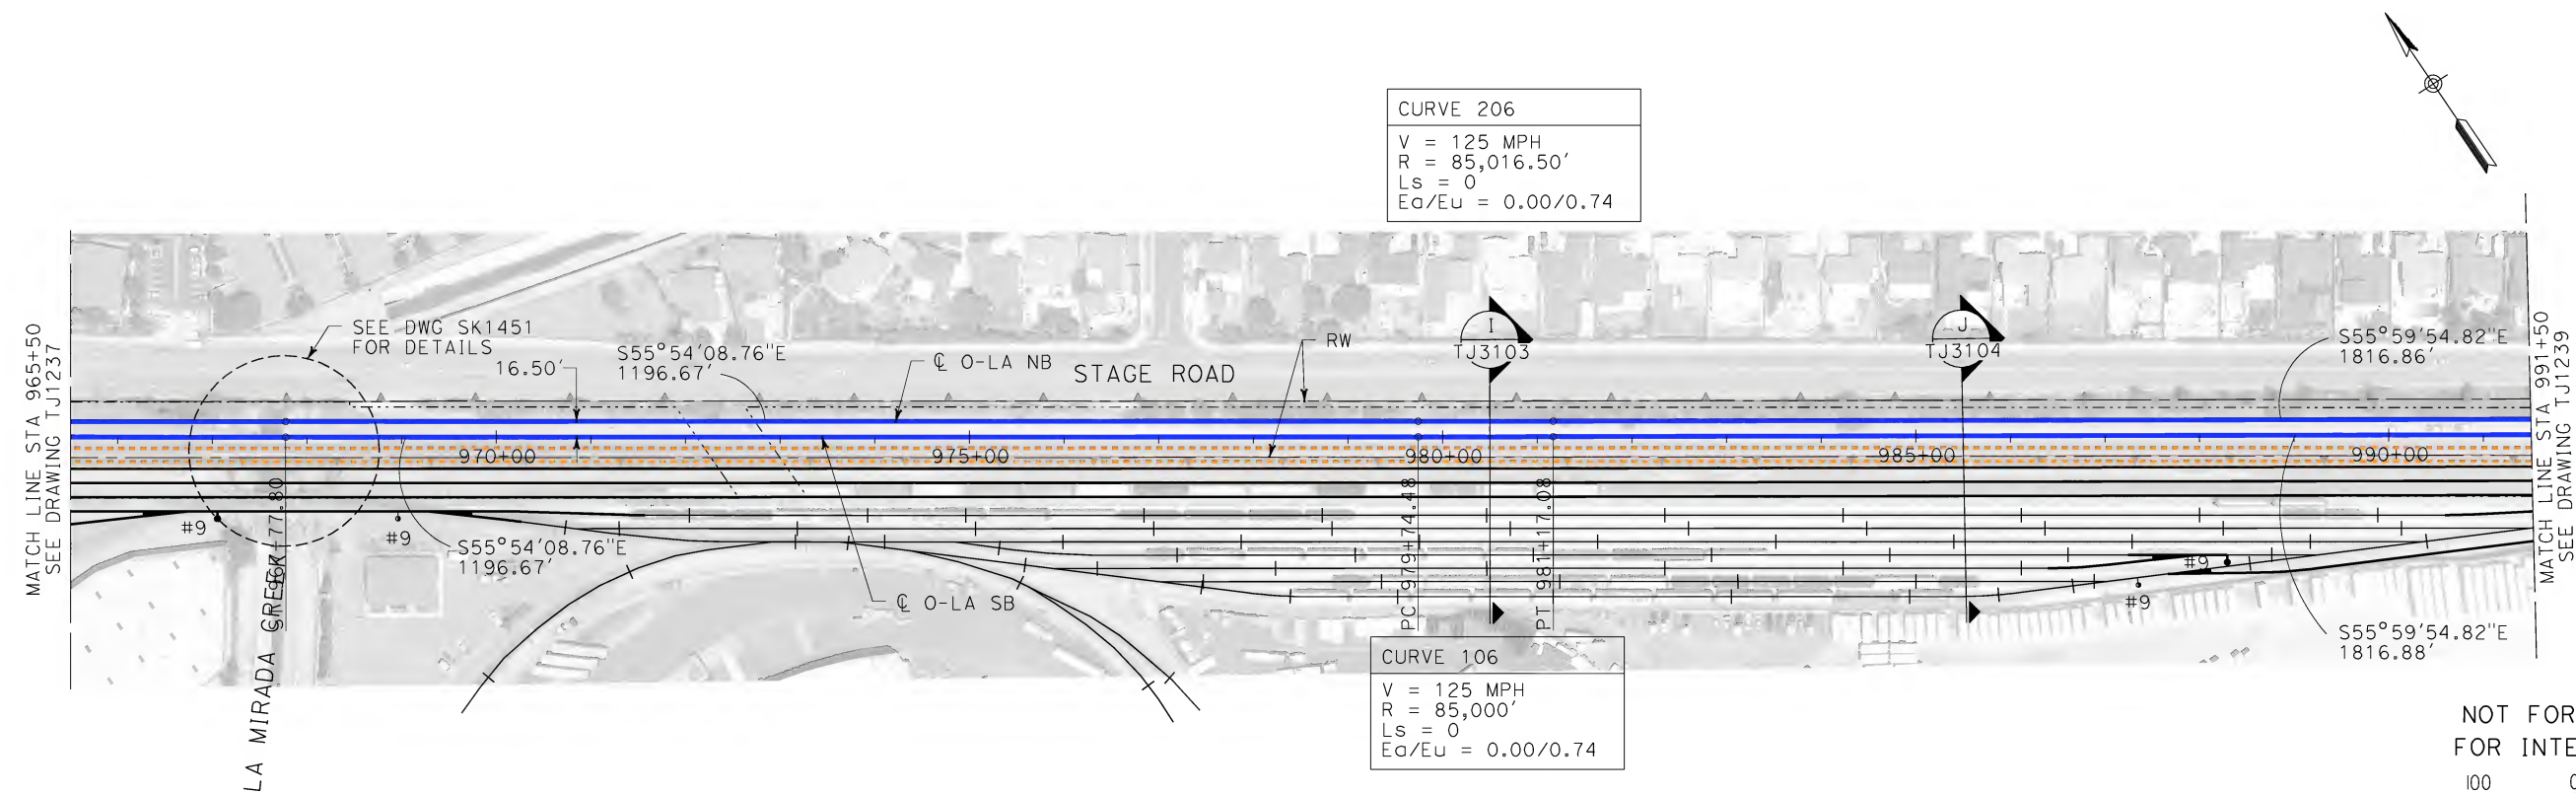 CURVE 206
V = 125 MPH
R = 85,016.50'
Ls = 0
Ea/Eu = 0.00/0.74
MATCH LINE STA 965+50
SEE DRAWING TJ1237
SEE DWG SK1451
FOR DETAILS
16.50'
S55°54'08.76"E
1196.67'
℄ O-LA NB
STAGE ROAD
RW
I
TJ3103
J
TJ3104
S55°59'54.82"E
1816.86'
MATCH LINE STA 991+50
SEE DRAWING TJ1239
970+00
975+00
980+00
985+00
990+00
#9
#9
S55°54'08.76"E
1196.67'
LA MIRADA CREEK
+77.80
℄ O-LA SB
PC 979+74.48
PT 981+17.08
#9
#9
S55°59'54.82"E
1816.88'
CURVE 106
V = 125 MPH
R = 85,000'
Ls = 0
Ea/Eu = 0.00/0.74
NOT FOR
FOR INTE
100
0